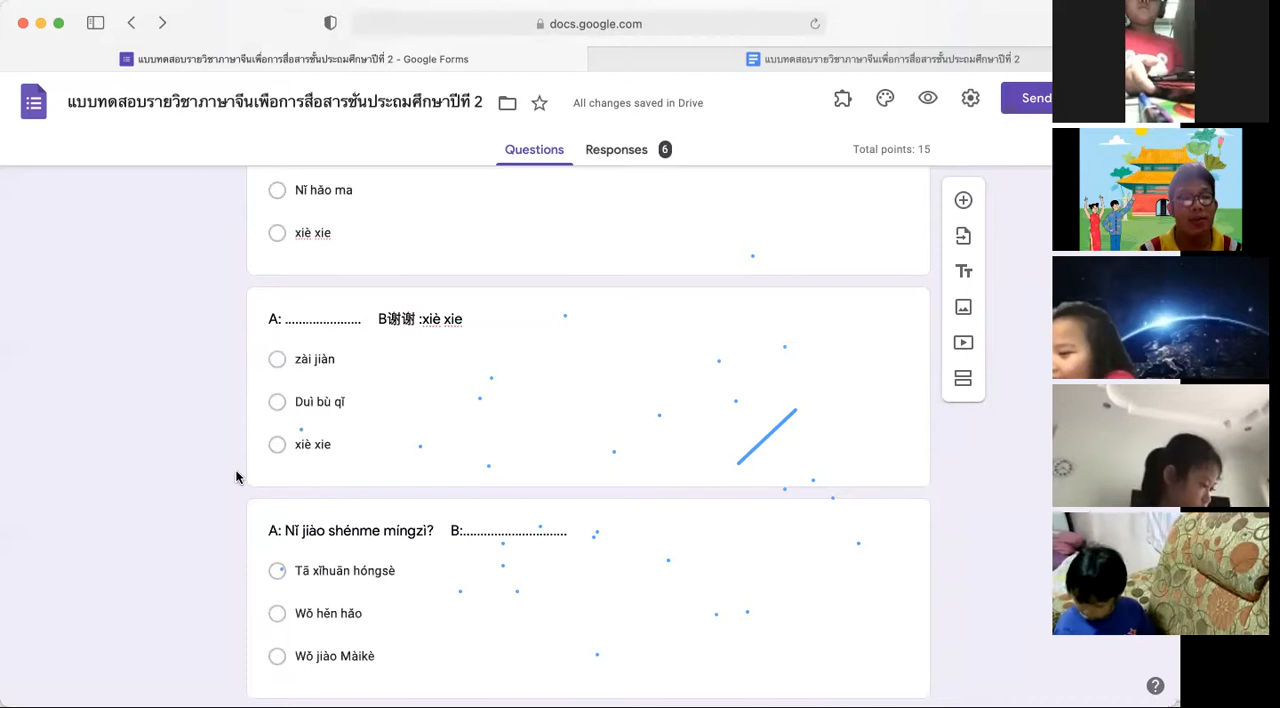 docs.google.com
แบบทดสอบรายวิชาภาษาจีนเพื่อการสื่อสารชั้นประถมศึกษาปีที่ 2 - Google Forms
แบบทดสอบรายวิชาภาษาจีนเพื่อการสื่อสารชั้นประถมศึกษาปีที่ 2
แบบทดสอบรายวิชาภาษาจีนเพื่อการสื่อสารชั้นประถมศึกษาปีที่ 2
All changes saved in Drive
Send
Questions
Responses 6
Total points: 15
Nǐ hǎo ma
xiè xie
A: ...................... B谢谢 :xiè xie
zài jiàn
Duì bù qǐ
xiè xie
A: Nǐ jiào shénme míngzì? B:..............................
Tā xǐhuān hóngsè
Wǒ hěn hǎo
Wǒ jiào Màikè